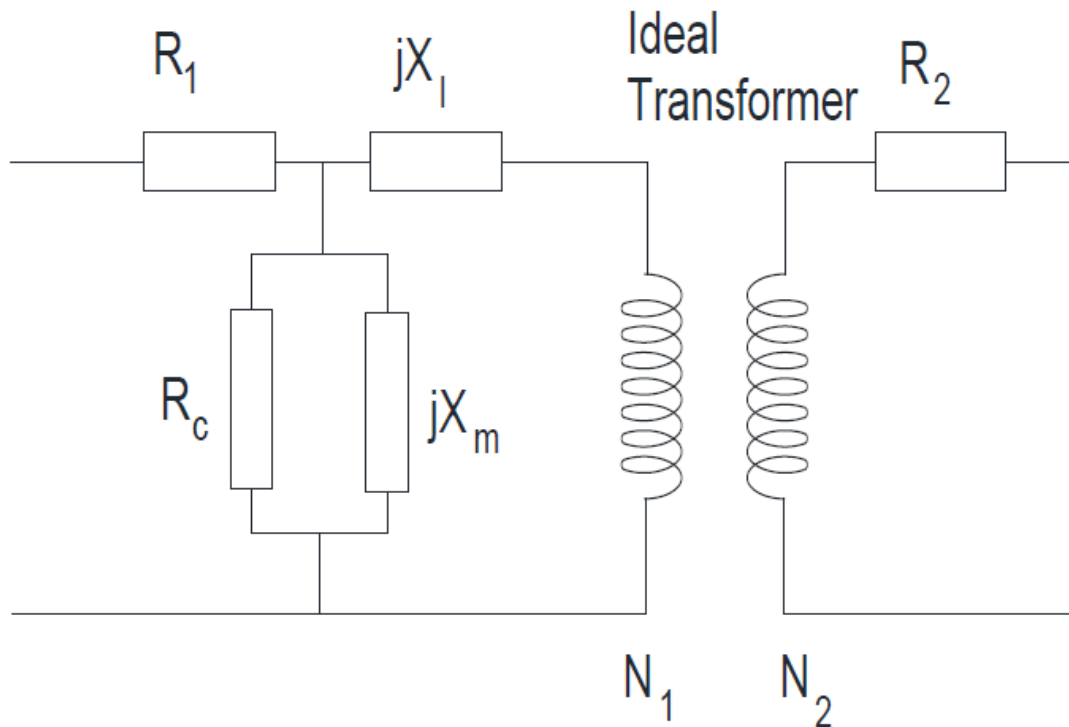 R1
jXl
Ideal
Transformer
R2
Rc
jXm
N1
N2